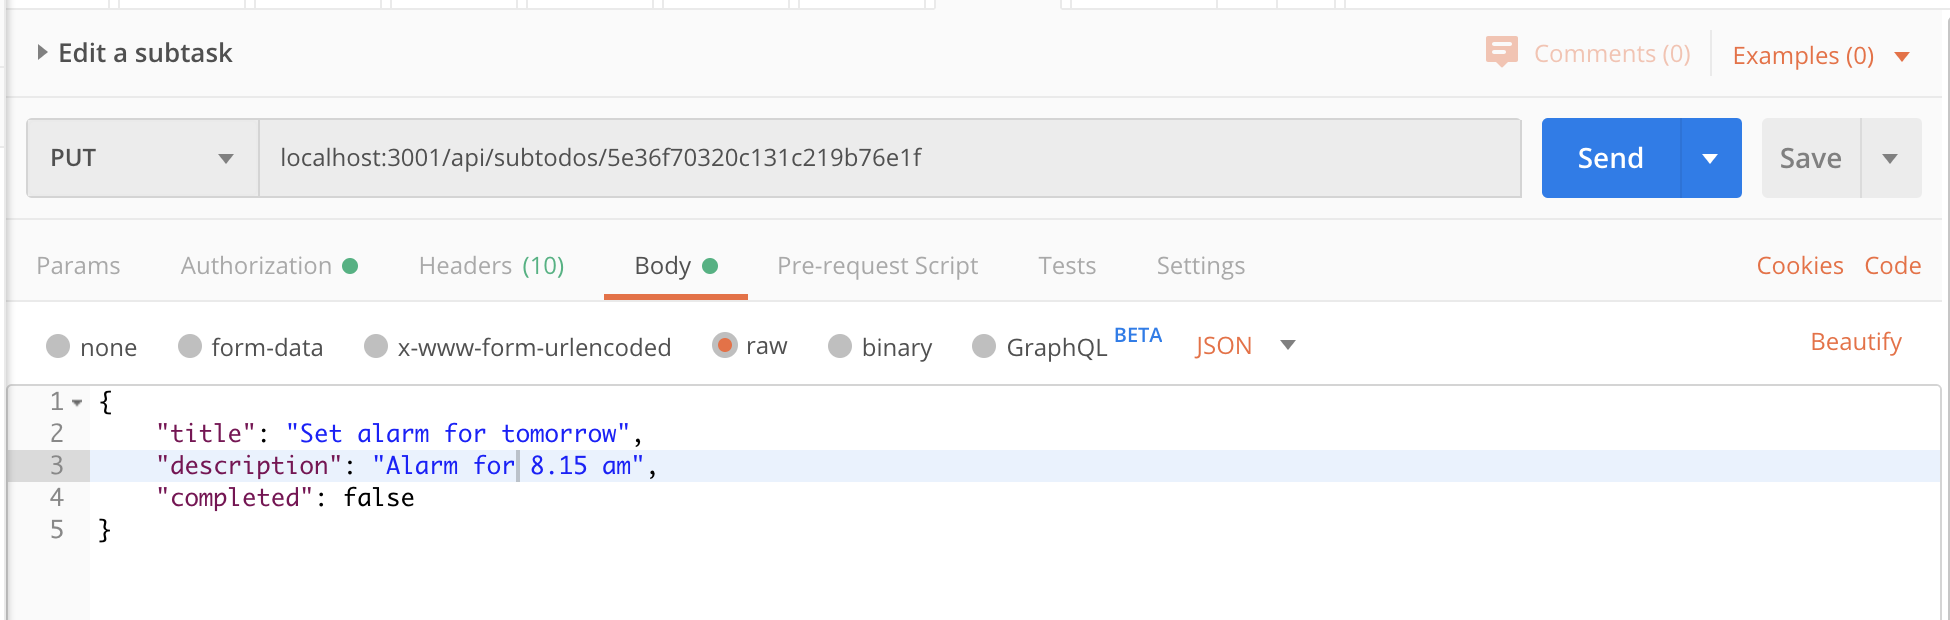 Edit a subtask
Comments (0)
Examples (0)
PUT
localhost:3001/api/subtodos/5e36f70320c131c219b76e1f
Send
Save
Params
Authorization
Headers (10)
Body
Pre-request Script
Tests
Settings
Cookies
Code
none
form-data
x-www-form-urlencoded
raw
binary
GraphQL BETA
JSON
Beautify
1 {
2 "title": "Set alarm for tomorrow",
3 "description": "Alarm for 8.15 am",
4 "completed": false
5 }